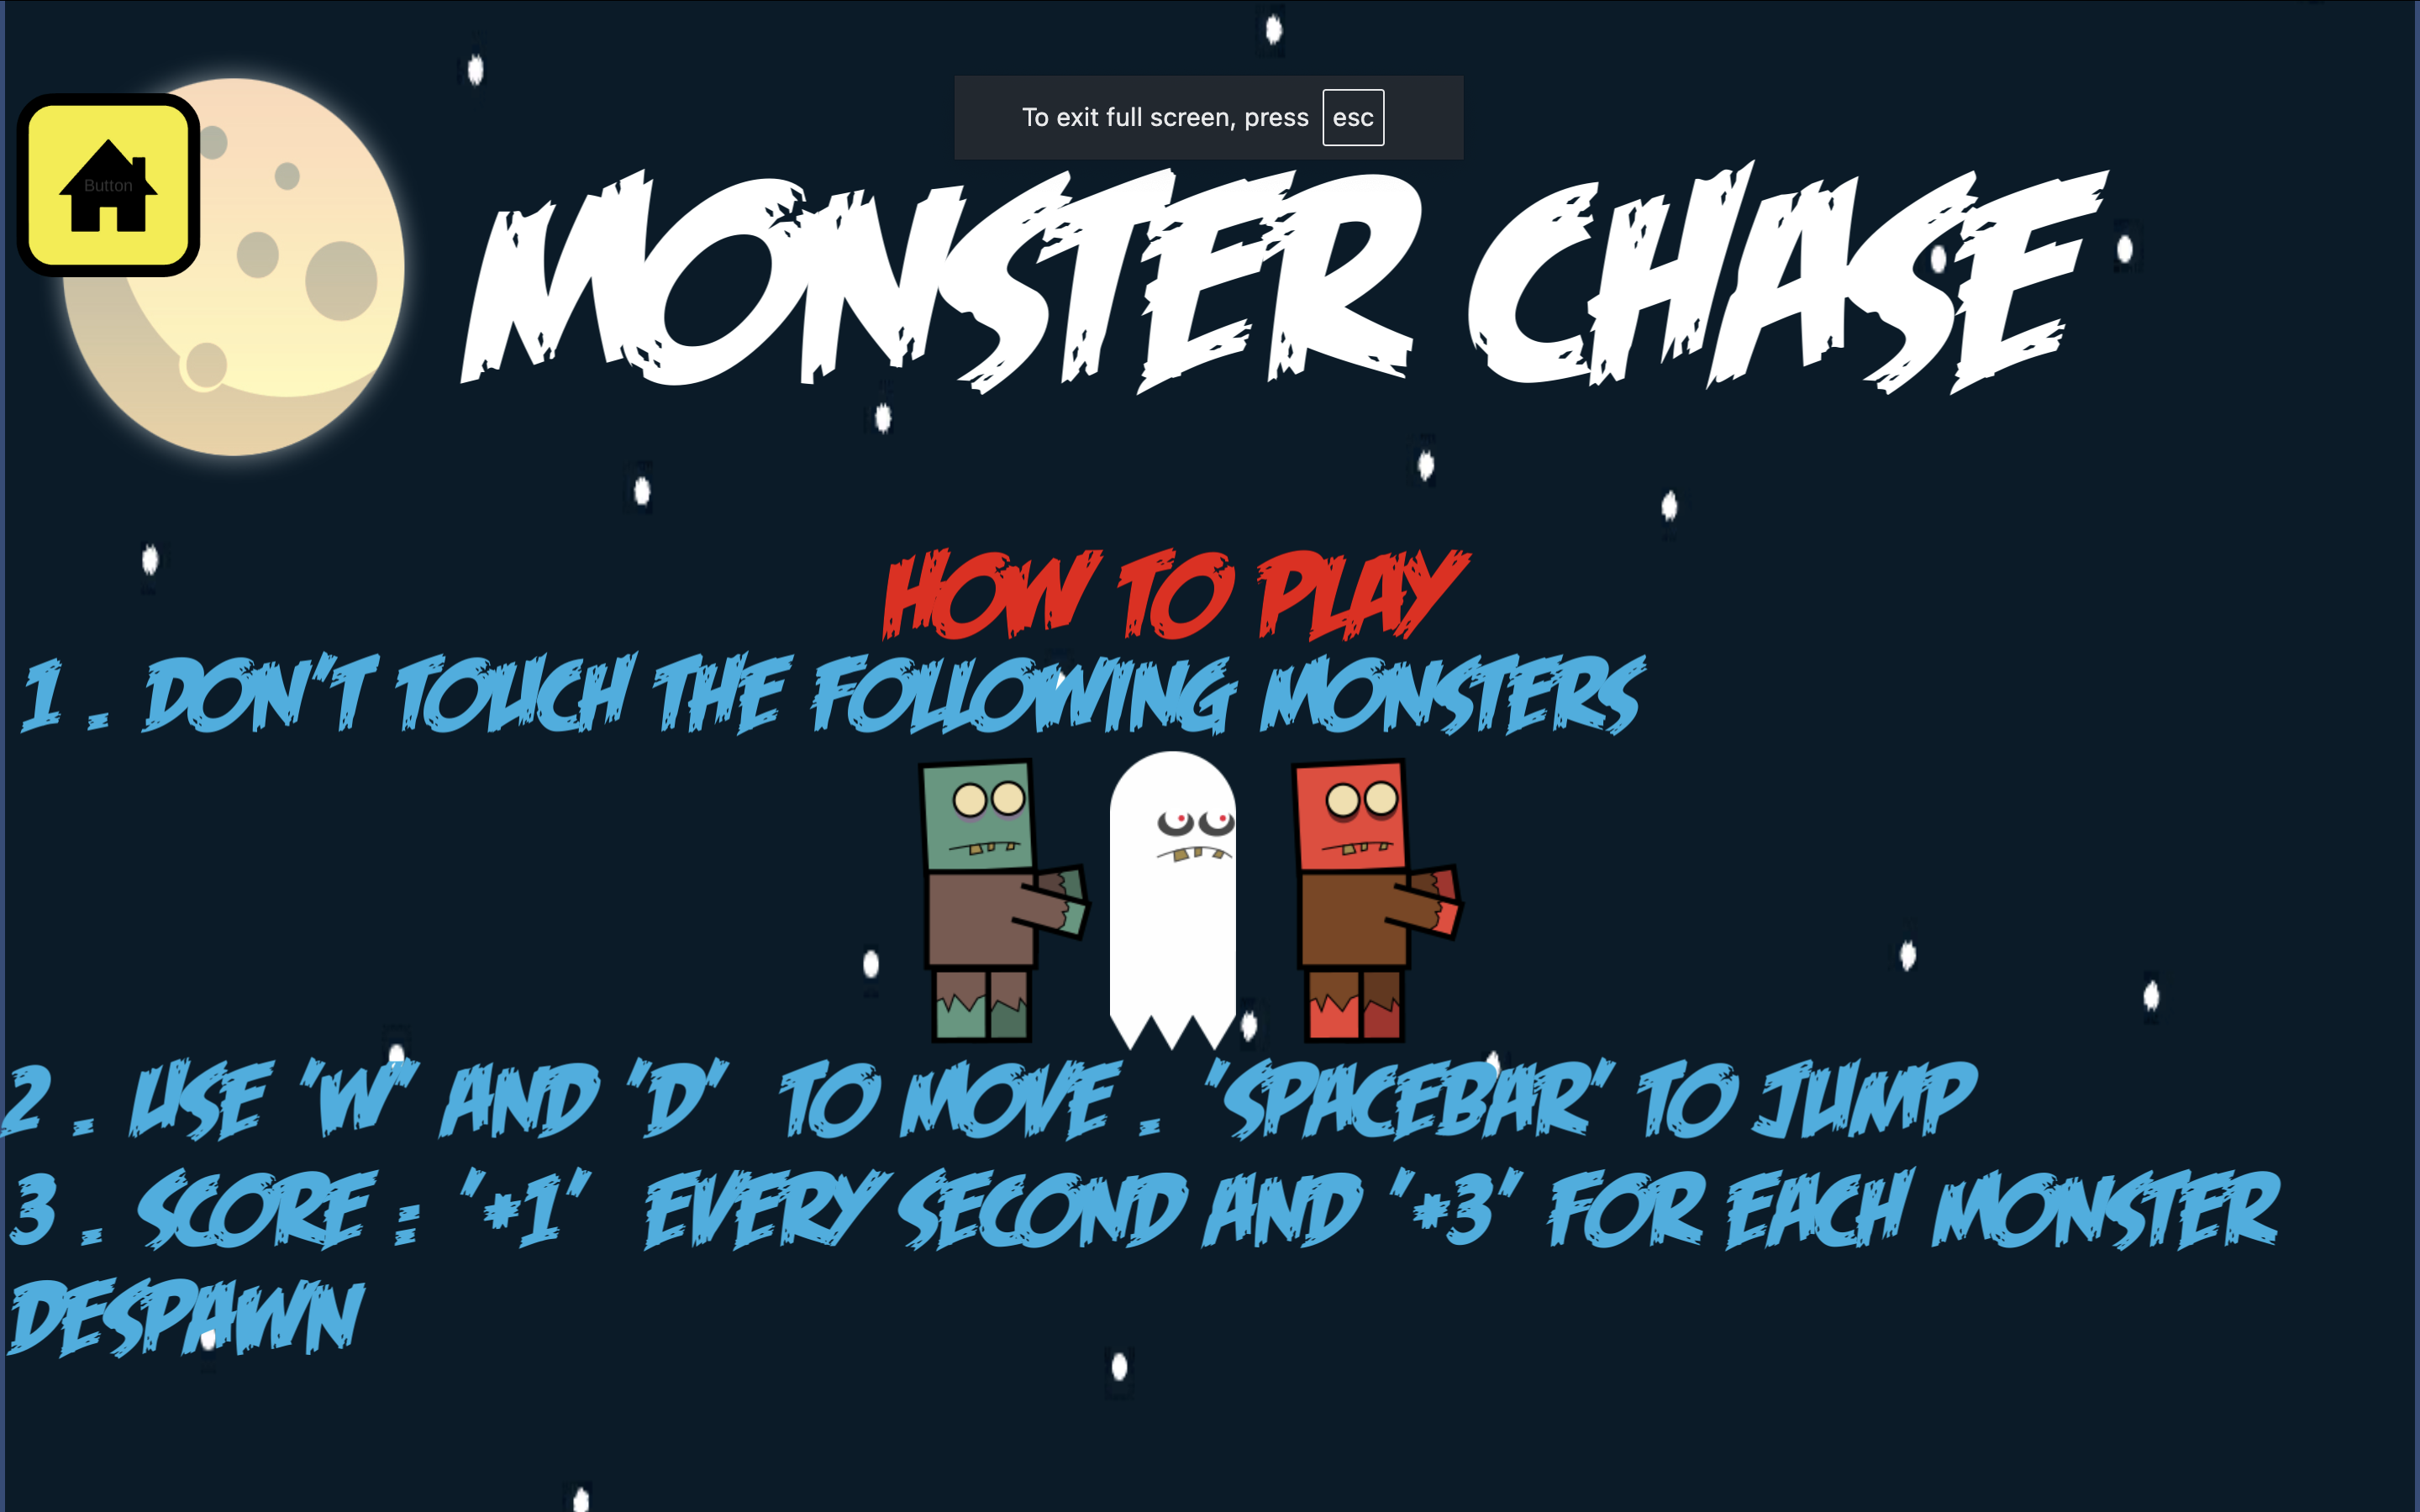 To exit full screen, press esc
Button
MONSTER CHASE
HOW TO PLAY
1. DON'T TOUCH THE FOLLOWING MONSTERS
2. USE "W" AND "D" TO MOVE. "SPACEBAR" TO JUMP
3. SCORE: "+1" EVERY SECOND AND "+3" FOR EACH MONSTER
DESPAWN